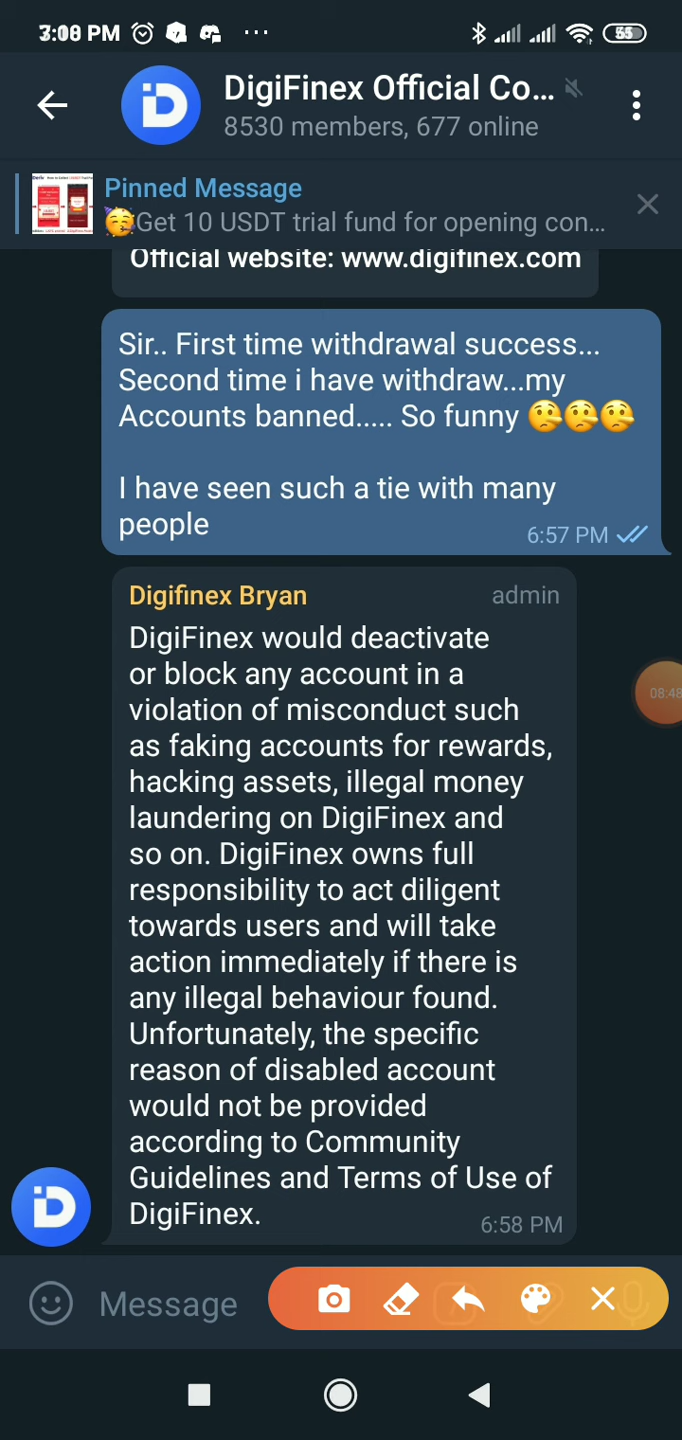 3:08 PM ...
55
DigiFinex Official Co...
8530 members, 677 online
Pinned Message
🥳Get 10 USDT trial fund for opening con...
Official website: www.digifinex.com
Sir.. First time withdrawal success...
Second time i have withdraw...my
Accounts banned..... So funny 🤥🤥🤥
I have seen such a tie with many
people
6:57 PM
Digifinex Bryan admin
DigiFinex would deactivate
or block any account in a
violation of misconduct such
as faking accounts for rewards,
hacking assets, illegal money
laundering on DigiFinex and
so on. DigiFinex owns full
responsibility to act diligent
towards users and will take
action immediately if there is
any illegal behaviour found.
Unfortunately, the specific
reason of disabled account
would not be provided
according to Community
Guidelines and Terms of Use of
DigiFinex.
6:58 PM
08:48
Message